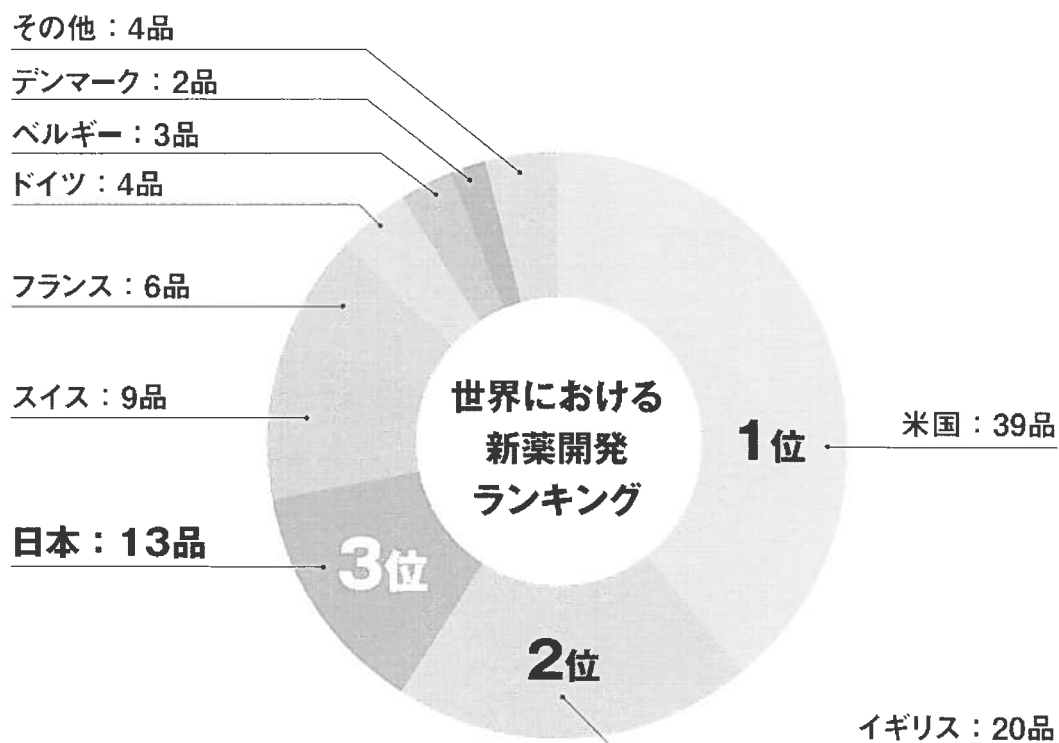 その他：4品
デンマーク：2品
ベルギー：3品
ドイツ：4品
フランス：6品
スイス：9品
日本：13品
世界における
新薬開発
ランキング
1位
米国：39品
3位
2位
イギリス：20品